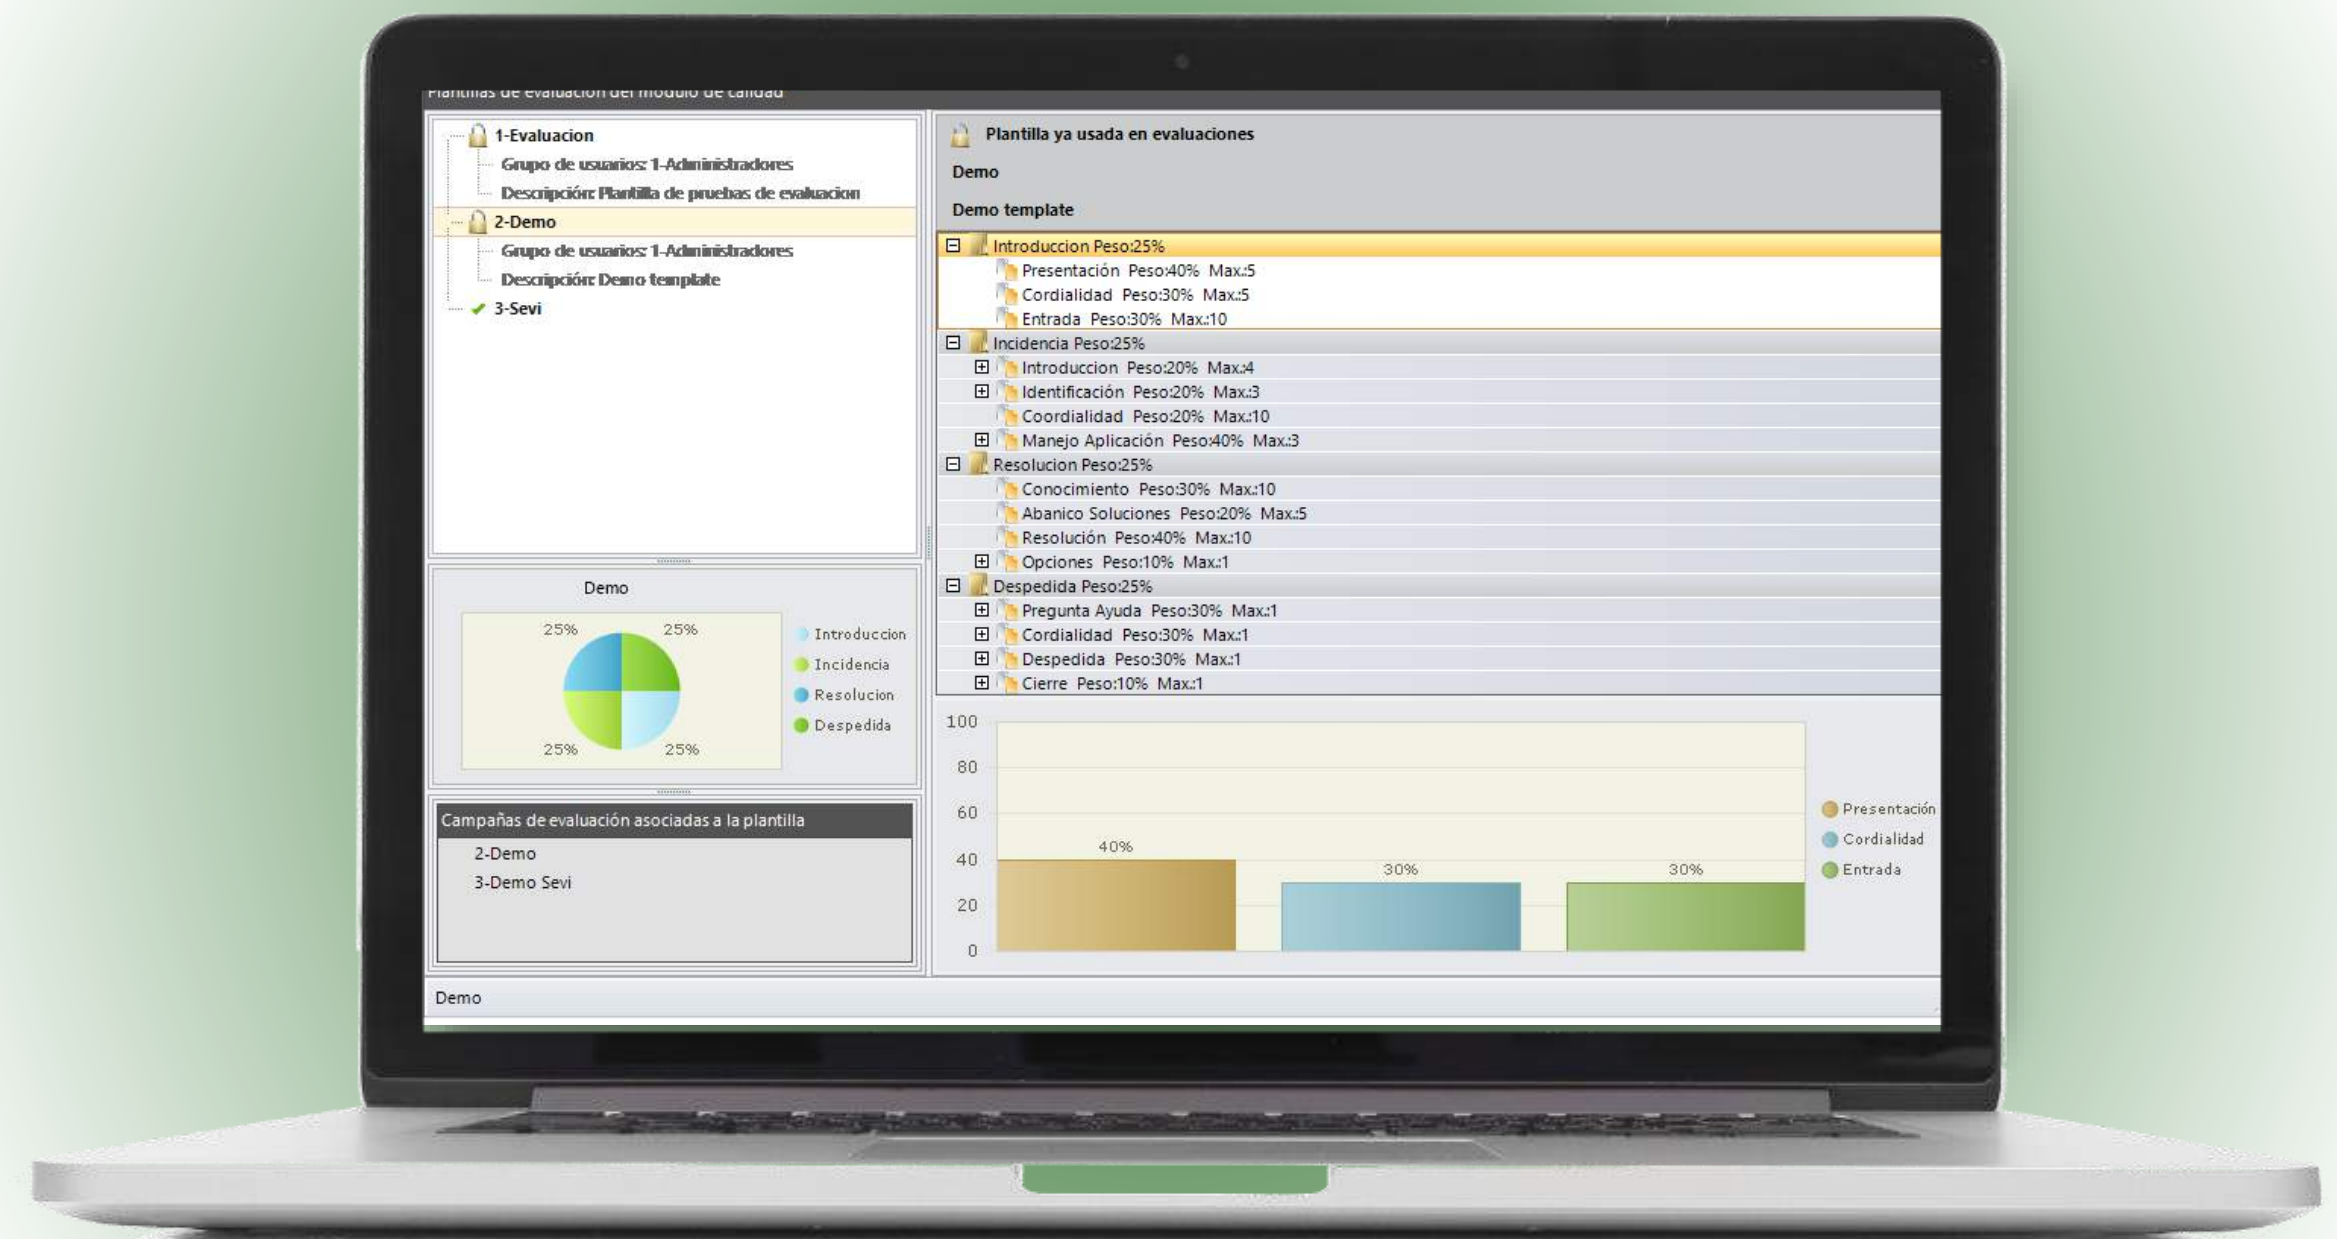 Plantillas de evaluación del módulo de calidad
1-Evaluacion
Grupo de usuarios: 1-Administradores
Descripción: Plantilla de pruebas de evaluacion
2-Demo
Grupo de usuarios: 1-Administradores
Descripción: Demo template
3-Sevi
Demo
25% 25%
25% 25%
Introduccion
Incidencia
Resolucion
Despedida
Campañas de evaluación asociadas a la plantilla
2-Demo
3-Demo Sevi
Plantilla ya usada en evaluaciones
Demo
Demo template
Introduccion Peso:25%
Presentación Peso:40% Max.:5
Cordialidad Peso:30% Max.:5
Entrada Peso:30% Max.:10
Incidencia Peso:25%
Introduccion Peso:20% Max.:4
Identificación Peso:20% Max.:3
Coordialidad Peso:20% Max.:10
Manejo Aplicación Peso:40% Max.:3
Resolucion Peso:25%
Conocimiento Peso:30% Max.:10
Abanico Soluciones Peso:20% Max.:5
Resolución Peso:40% Max.:10
Opciones Peso:10% Max.:1
Despedida Peso:25%
Pregunta Ayuda Peso:30% Max.:1
Cordialidad Peso:30% Max.:1
Despedida Peso:30% Max.:1
Cierre Peso:10% Max.:1
100
80
60
40
20
0
40%
30%
30%
Presentación
Cordialidad
Entrada
Demo